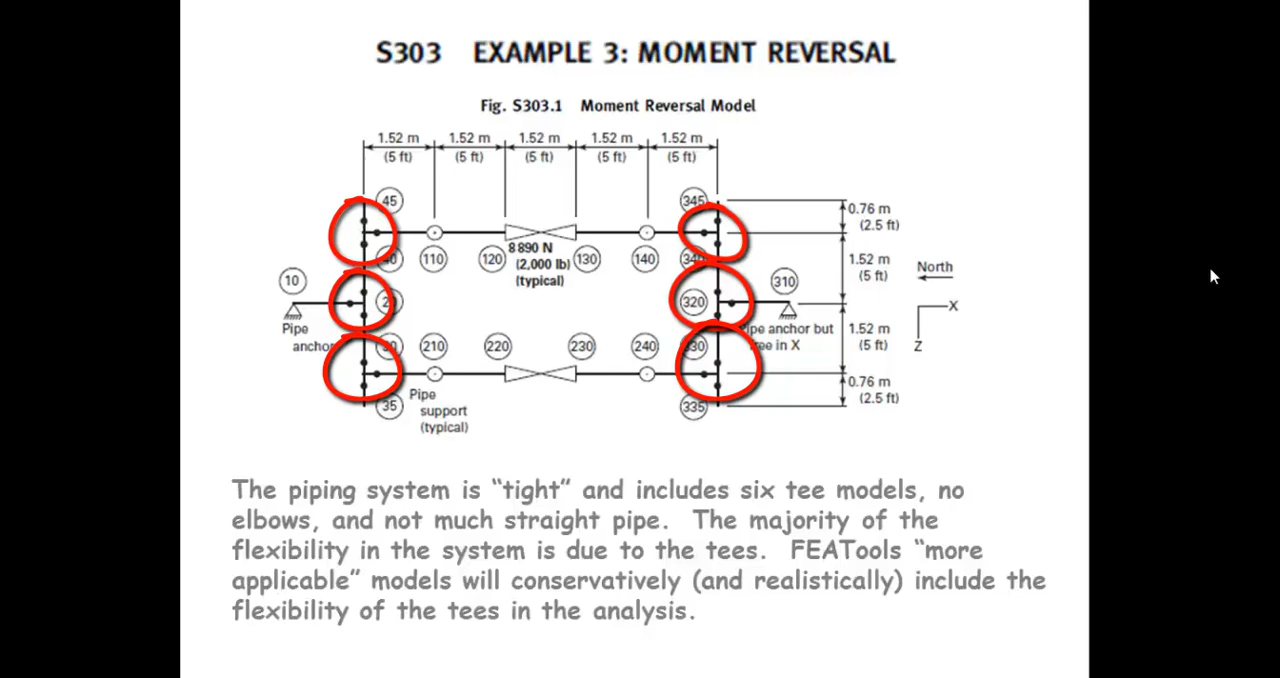 S303 EXAMPLE 3: MOMENT REVERSAL
Fig. S303.1 Moment Reversal Model
1.52 m 1.52 m 1.52 m 1.52 m 1.52 m
(5 ft) (5 ft) (5 ft) (5 ft) (5 ft)
45 345
0.76 m
(2.5 ft)
110 120 130 140
8 890 N
(2,000 lb)
(typical)
1.52 m
(5 ft)
North
10 320 310
X
Z
Pipe
Pipe anchor but
in X
1.52 m
(5 ft)
210 220 230 240
0.76 m
(2.5 ft)
35 335
Pipe
support
(typical)
The piping system is “tight” and includes six tee models, no
elbows, and not much straight pipe. The majority of the
flexibility in the system is due to the tees. FEATools “more
applicable” models will conservatively (and realistically) include the
flexibility of the tees in the analysis.